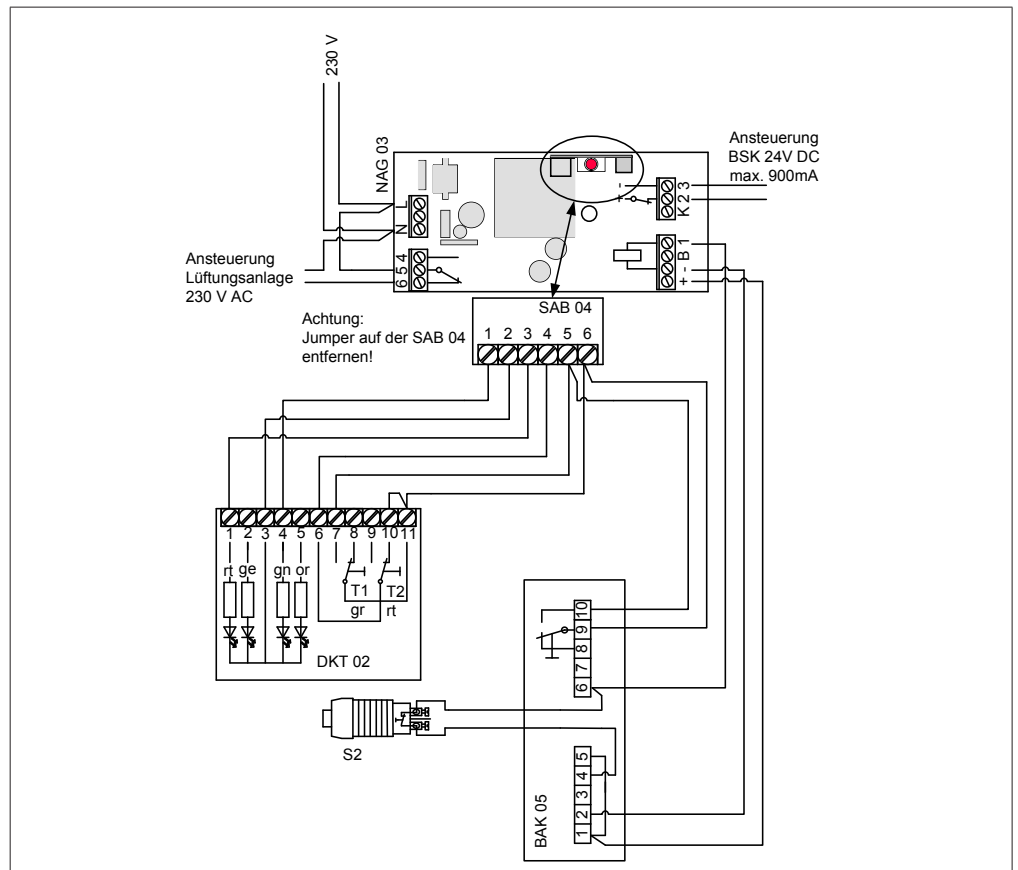 230 V
NAG 03
Ansteuerung
BSK 24V DC
max. 900mA
L
N
-
+
3
2
K
4
5
6
1
B
-
+
Ansteuerung
Lüftungsanlage
230 V AC
Achtung:
Jumper auf der SAB 04
entfernen!
SAB 04
1 2 3 4 5 6
1 2 3 4 5 6 7 8 9 10 11
rt ge gn or
T1 T2
gr rt
DKT 02
10
9
8
7
6
S2
5
4
3
2
1
BAK 05